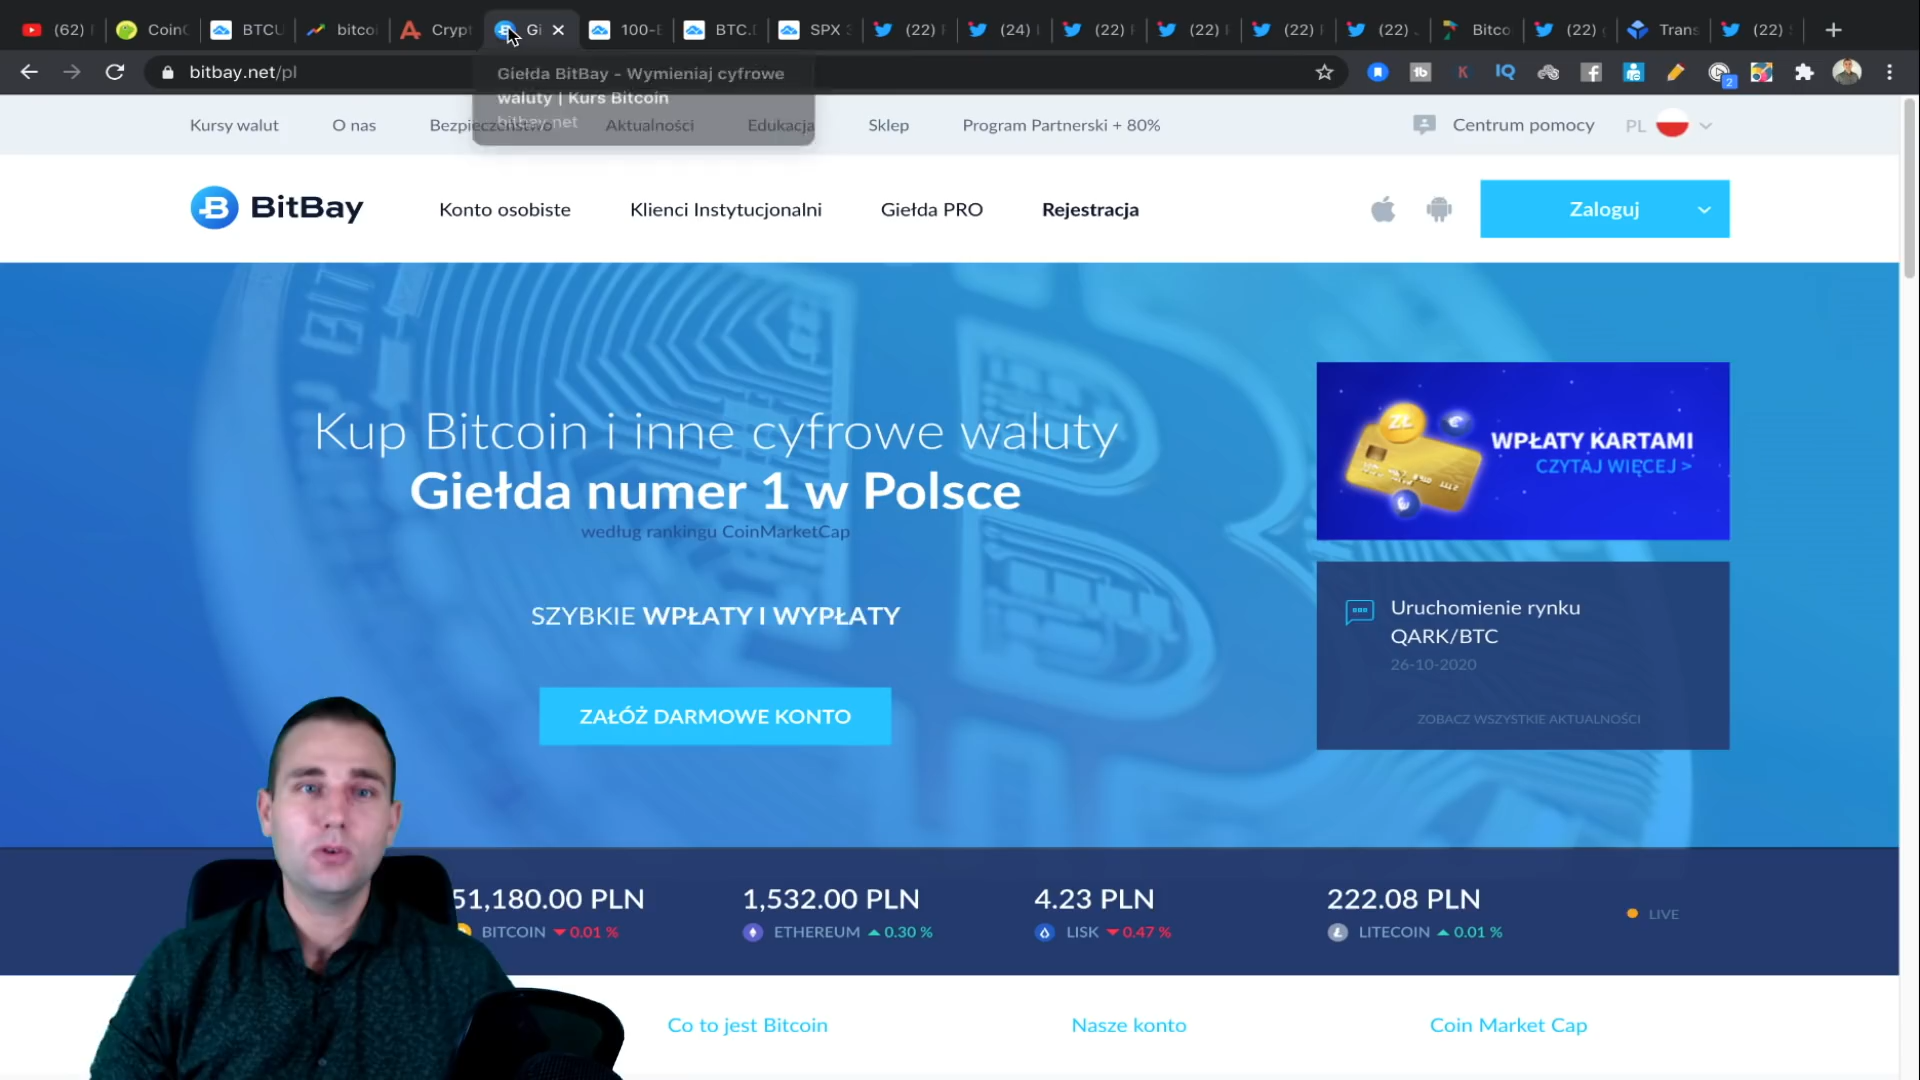 (62)
CoinG
BTCU
bitcoi
Crypt
Gi
100-E
BTC.D
SPX 3
(22)
(24)
(22)
(22)
(22)
(22)
Bitco
(22)
Trans
(22)
bitbay.net/pl
Giełda BitBay - Wymieniaj cyfrowe
waluty | Kurs Bitcoin
bitbay.net
Kursy walut
O nas
Bezpieczeństwo
Aktualności
Edukacja
Sklep
Program Partnerski + 80%
Centrum pomocy
PL
BitBay
Konto osobiste
Klienci Instytucjonalni
Giełda PRO
Rejestracja
Zaloguj
Kup Bitcoin i inne cyfrowe waluty
Giełda numer 1 w Polsce
według rankingu CoinMarketCap
SZYBKIE WPŁATY I WYPŁATY
ZAŁÓŻ DARMOWE KONTO
WPŁATY KARTAMI
CZYTAJ WIĘCEJ >
Uruchomienie rynku
QARK/BTC
26-10-2020
ZOBACZ WSZYSTKIE AKTUALNOŚCI
51,180.00 PLN
BITCOIN 0.01 %
1,532.00 PLN
ETHEREUM 0.30 %
4.23 PLN
LISK 0.47 %
222.08 PLN
LITECOIN 0.01 %
LIVE
Co to jest Bitcoin
Nasze konto
Coin Market Cap